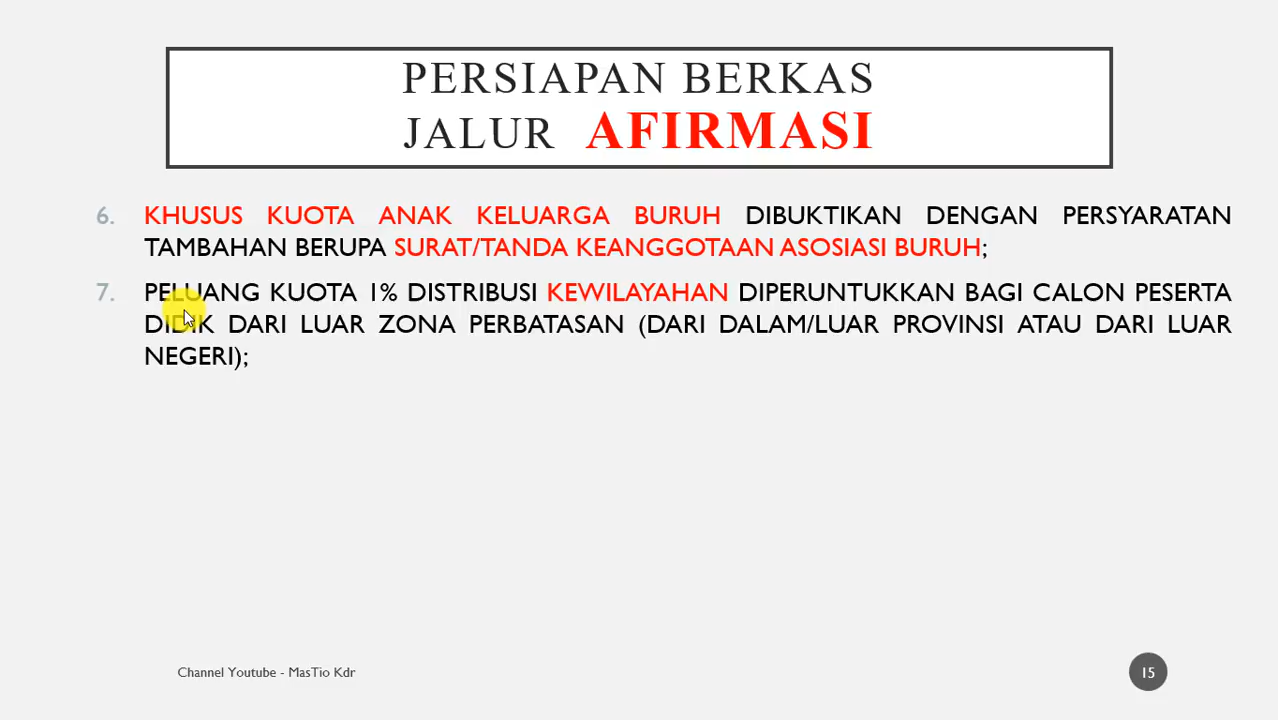 PERSIAPAN BERKAS
JALUR AFIRMASI
6. KHUSUS KUOTA ANAK KELUARGA BURUH DIBUKTIKAN DENGAN PERSYARATAN
TAMBAHAN BERUPA SURAT/TANDA KEANGGOTAAN ASOSIASI BURUH;
7. PELUANG KUOTA 1% DISTRIBUSI KEWILAYAHAN DIPERUNTUKKAN BAGI CALON PESERTA
DIDIK DARI LUAR ZONA PERBATASAN (DARI DALAM/LUAR PROVINSI ATAU DARI LUAR
NEGERI);
Channel Youtube - MasTio Kdr
15